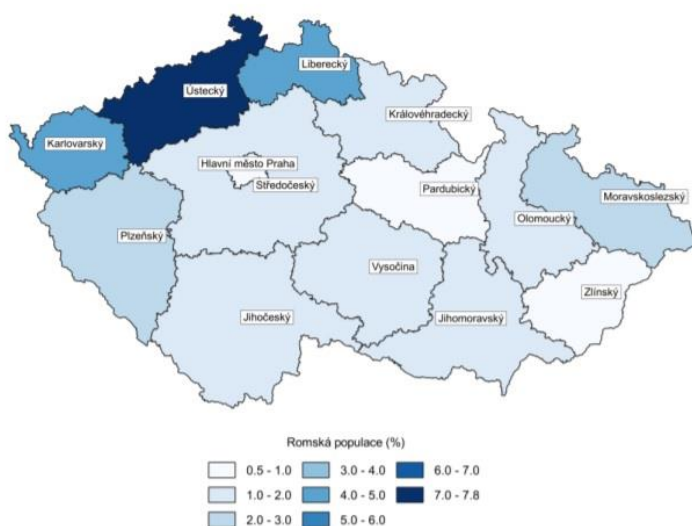 Liberecký
Ústecký
Královéhradecký
Karlovarský
Hlavní město Praha
Středočeský
Pardubický
Moravskoslezský
Olomoucký
Plzeňský
Vysočina
Zlínský
Jihočeský
Jihomoravský
Romská populace (%)
0.5 - 1.0
3.0 - 4.0
6.0 - 7.0
1.0 - 2.0
4.0 - 5.0
7.0 - 7.8
2.0 - 3.0
5.0 - 6.0